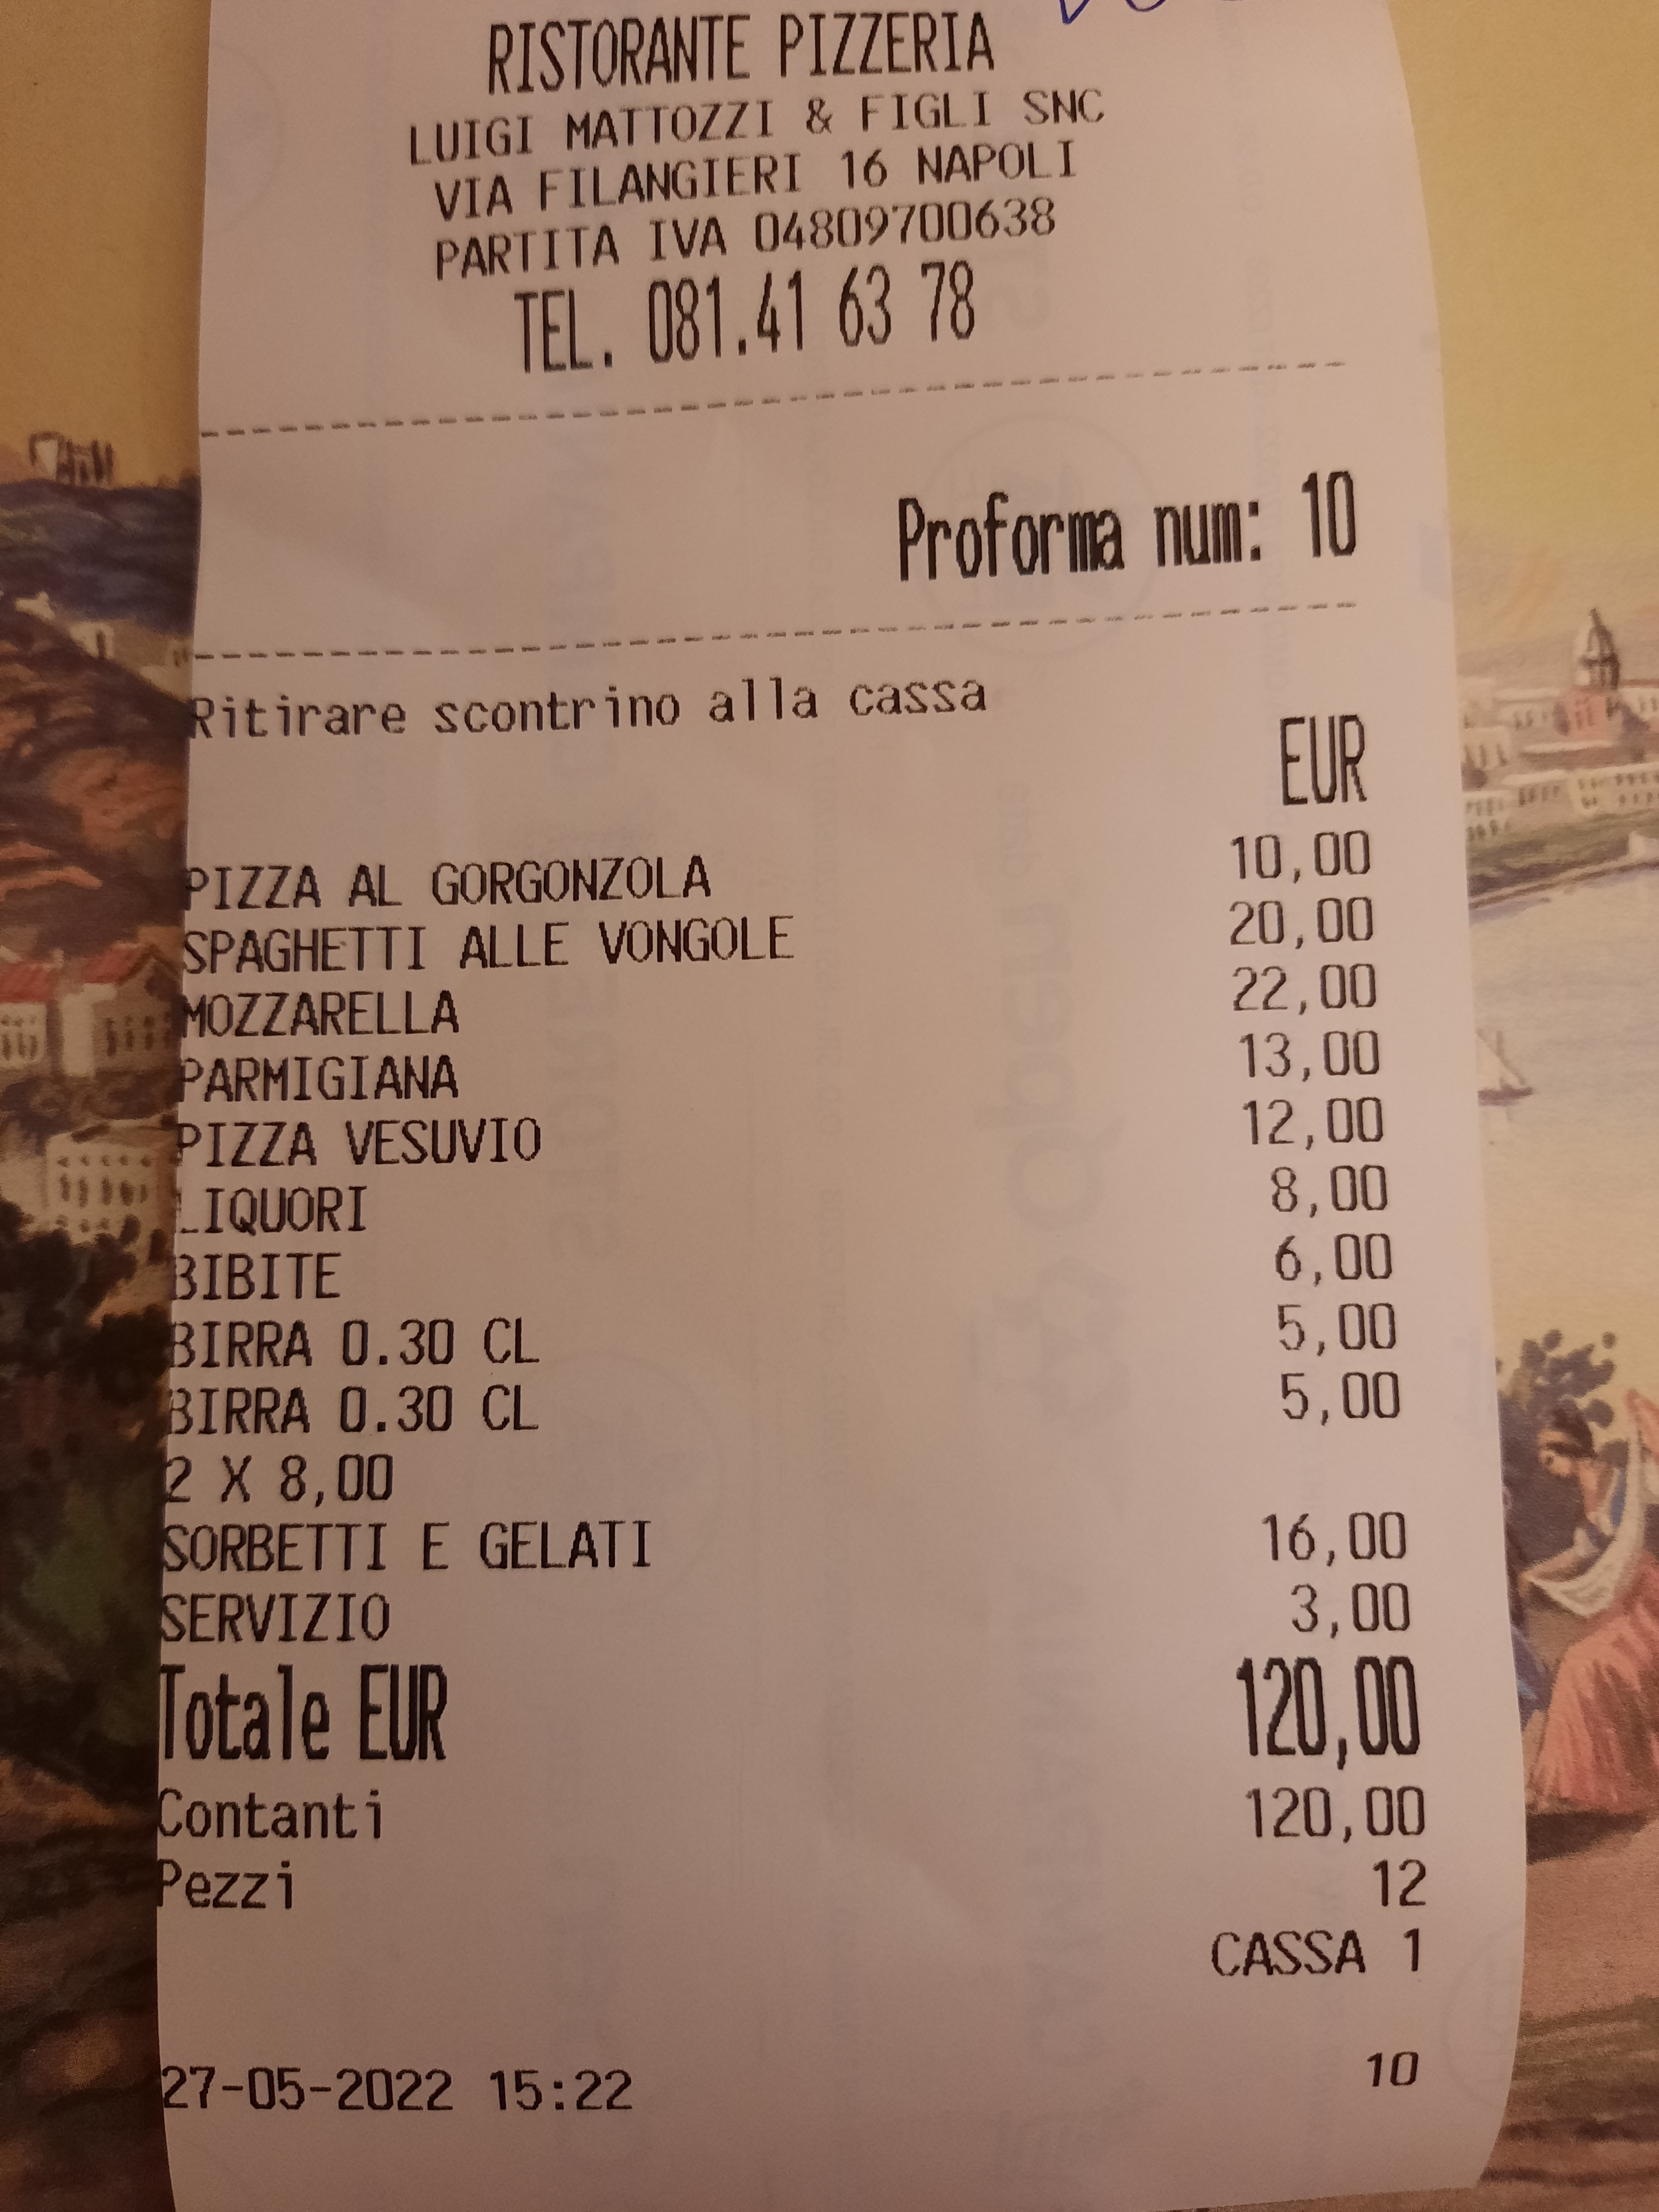 RISTORANTE PIZZERIA
LUIGI MATTOZZI & FIGLI SNC
VIA FILANGIERI 16 NAPOLI
PARTITA IVA 04809700638
TEL. 081.41 63 78
Proforma num: 10
Ritirare scontrino alla cassa
EUR
PIZZA AL GORGONZOLA 10,00
SPAGHETTI ALLE VONGOLE 20,00
MOZZARELLA 22,00
PARMIGIANA 13,00
PIZZA VESUVIO 12,00
LIQUORI 8,00
BIBITE 6,00
BIRRA 0.30 CL 5,00
BIRRA 0.30 CL 5,00
2 X 8,00
SORBETTI E GELATI 16,00
SERVIZIO 3,00
Totale EUR 120,00
Contanti 120,00
Pezzi 12
CASSA 1
27-05-2022 15:22 10